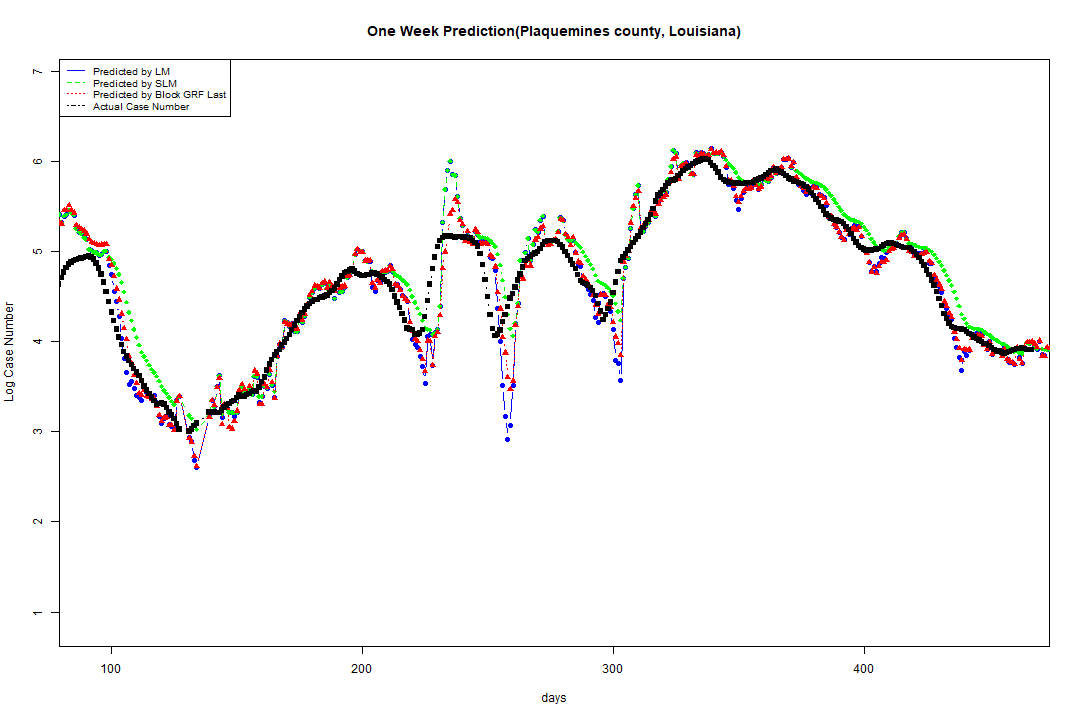 One Week Prediction(Plaquemines county, Louisiana)
Predicted by LM
Predicted by SLM
Predicted by Block GRF Last
Actual Case Number
7
6
5
4
3
2
1
Log Case Number
100 200 300 400
days